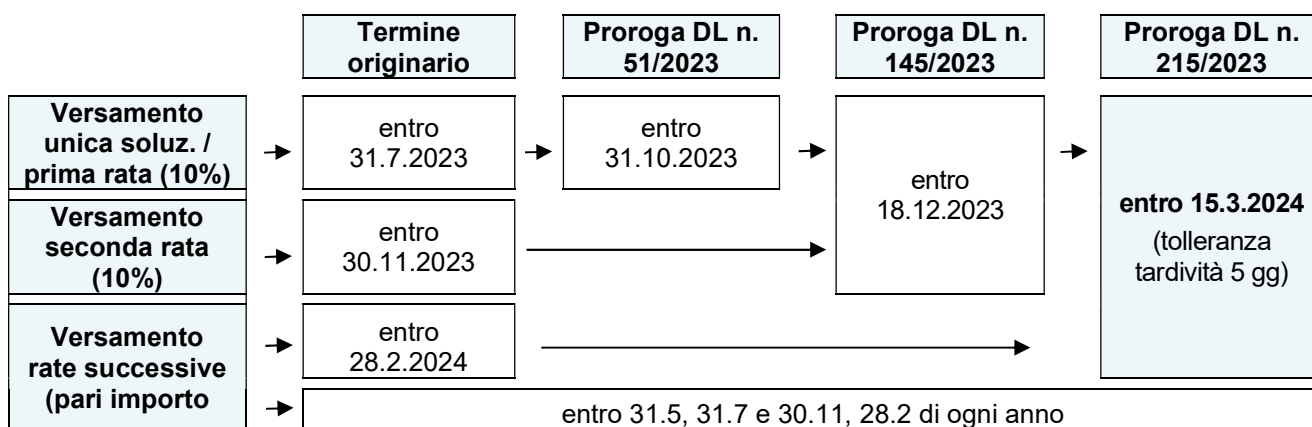 Termine
originario
Proroga DL n.
51/2023
Proroga DL n.
145/2023
Proroga DL n.
215/2023
Versamento
unica soluz. /
prima rata (10%)
entro
31.7.2023
entro
31.10.2023
entro
18.12.2023
entro 15.3.2024
(tolleranza
tardività 5 gg)
Versamento
seconda rata
(10%)
entro
30.11.2023
Versamento
rate successive
(pari importo
entro
28.2.2024
entro 31.5, 31.7 e 30.11, 28.2 di ogni anno